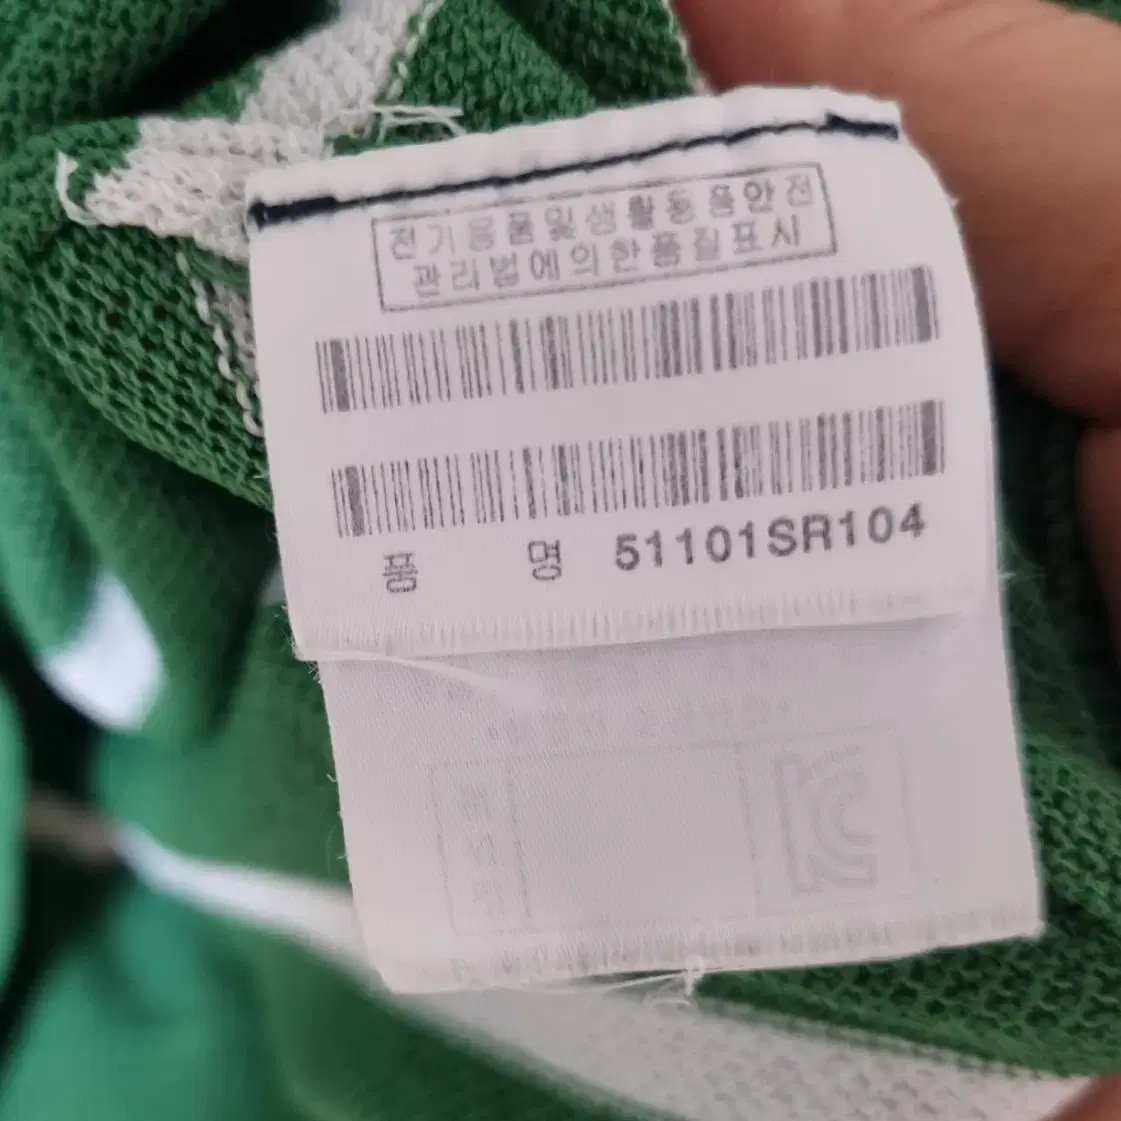 전기용품및생활용품안전
관리법에의한품질표시
품 명 51101SR104